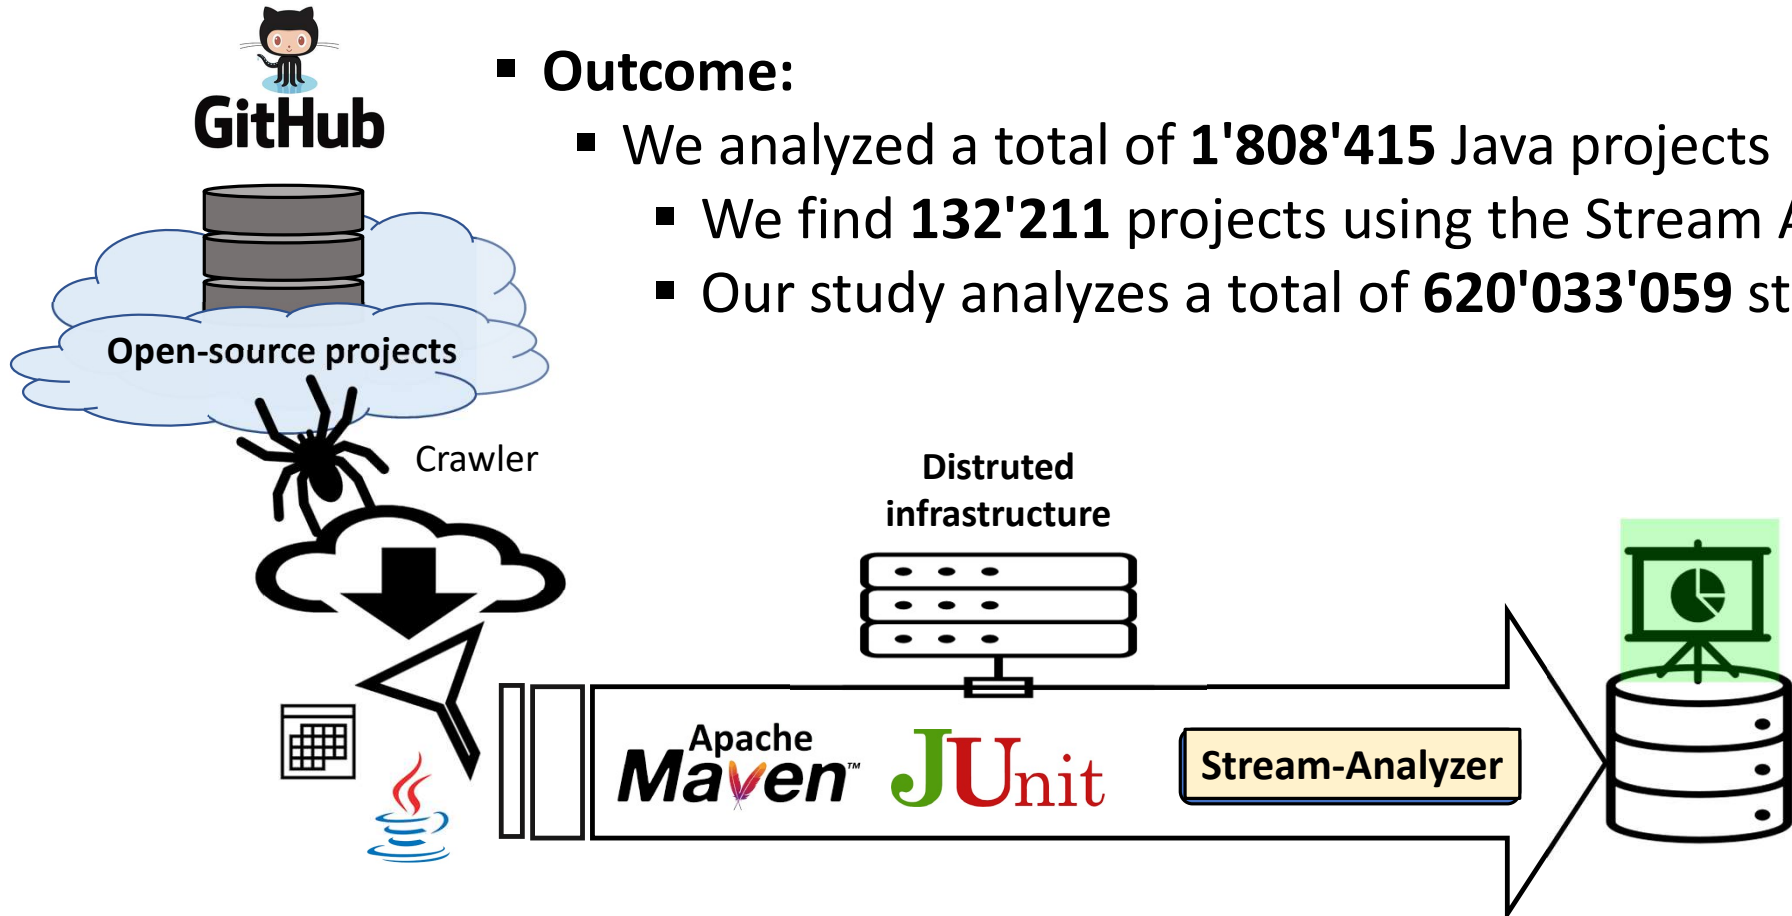 GitHub
Open-source projects
▪ Outcome:
▪ We analyzed a total of 1'808'415 Java projects
▪ We find 132'211 projects using the Stream A
▪ Our study analyzes a total of 620'033'059 st
Crawler
Distruted
infrastructure
Apache
Maven™
JUnit
Stream-Analyzer